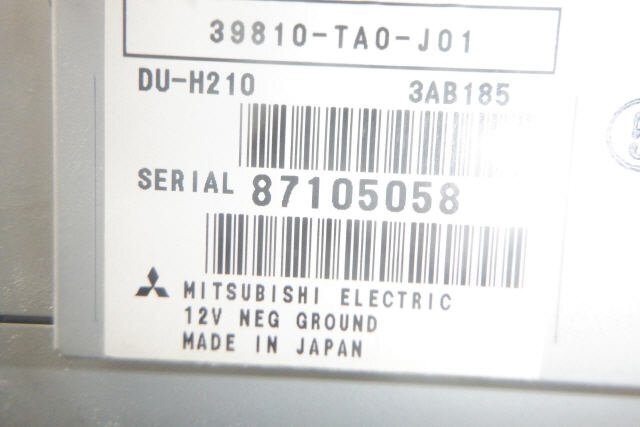 39810-TA0-J01
DU-H210 3AB185
SERIAL 87105058
MITSUBISHI ELECTRIC
12V NEG GROUND
MADE IN JAPAN